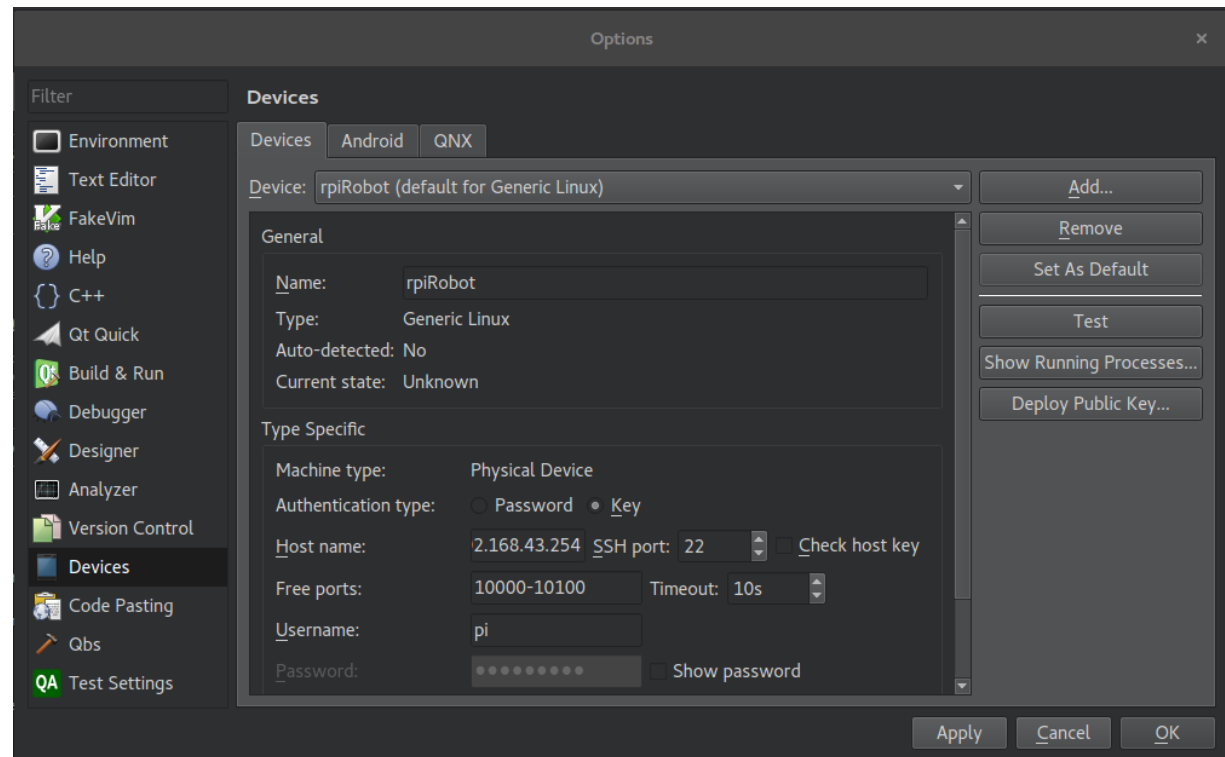 Options ×
Filter
Environment
Text Editor
Fake
FakeVim
Help
C++
Qt Quick
Build & Run
Debugger
Designer
Analyzer
Version Control
Devices
Code Pasting
Qbs
QA Test Settings
Devices
Devices Android QNX
Device: rpiRobot (default for Generic Linux)
General
Name: rpiRobot
Type: Generic Linux
Auto-detected: No
Current state: Unknown
Type Specific
Machine type: Physical Device
Authentication type: Password Key
Host name: 2.168.43.254 SSH port: 22 Check host key
Free ports: 10000-10100 Timeout: 10s
Username: pi
Password: ●●●●●●●●● Show password
Add...
Remove
Set As Default
Test
Show Running Processes...
Deploy Public Key...
Apply Cancel OK